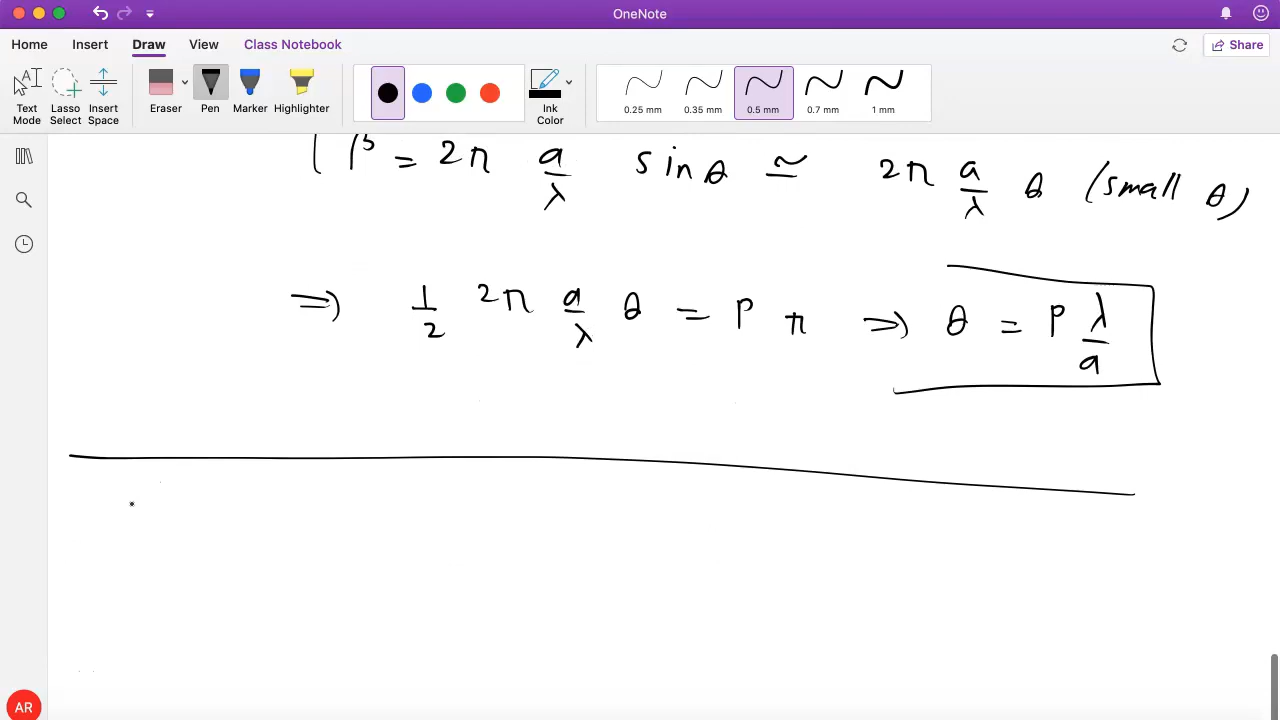 OneNote
Home Insert Draw View Class Notebook Share
Text Mode Lasso Select Insert Space Eraser Pen Marker Highlighter Ink Color 0.25 mm 0.35 mm 0.5 mm 0.7 mm 1 mm
β = 2π a/λ sin θ ≃ 2π a/λ θ (small θ)
⇒ 1/2 2π a/λ θ = p π ⇒ θ = p λ/a
AR